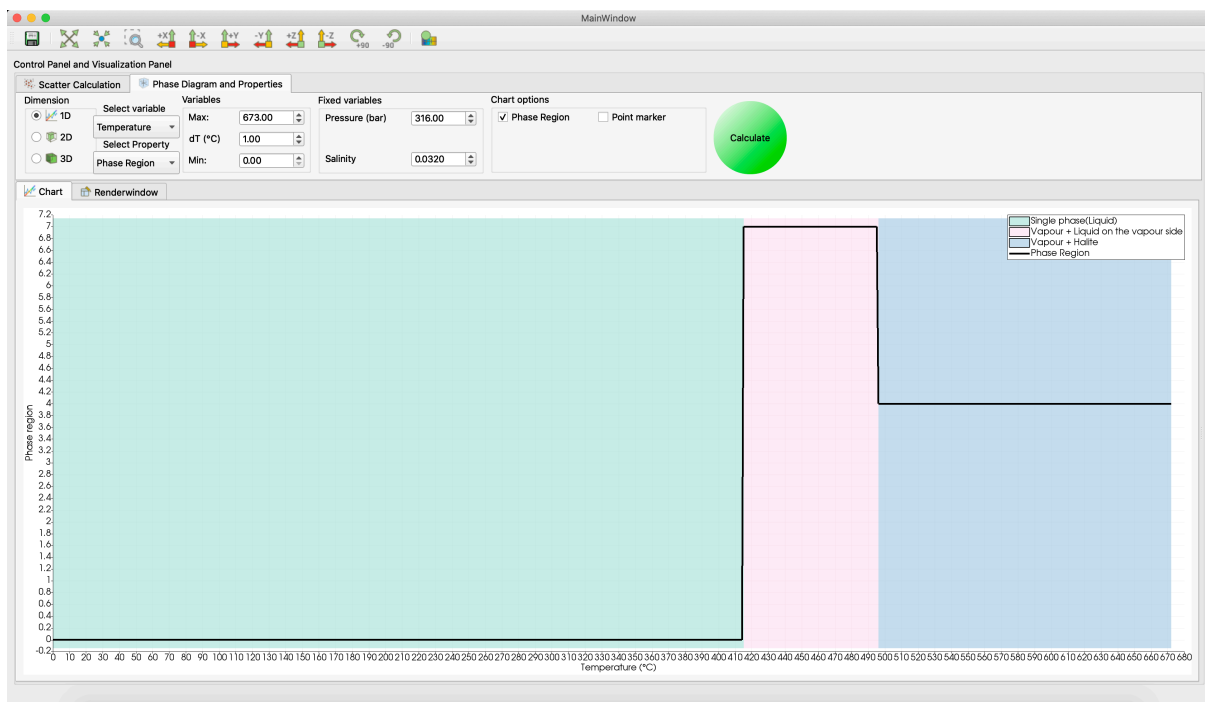 MainWindow
+X -X +Y -Y +Z -Z +90 -90
Control Panel and Visualization Panel
Scatter Calculation Phase Diagram and Properties
Dimension Select variable Variables Fixed variables Chart options
1D Temperature Max: 673.00 Pressure (bar) 316.00 Phase Region Point marker
2D Select Property dT (°C) 1.00 Calculate
3D Phase Region Min: 0.00 Salinity 0.0320
Chart Renderwindow
Single phase(Liquid)
Vapour + Liquid on the vapour side
Vapour + Halite
Phase Region
7.2
7
6.8
6.6
6.4
6.2
6
5.8
5.6
5.4
5.2
5
4.8
4.6
4.4
4.2
4
3.8
3.6
3.4
3.2
3
2.8
2.6
2.4
2.2
2
1.8
1.6
1.4
1.2
1
0.8
0.6
0.4
0.2
0
-0.2
Phase region
0 10 20 30 40 50 60 70 80 90 100 110 120 130 140 150 160 170 180 190 200 210 220 230 240 250 260 270 280 290 300 310 320 330 340 350 360 370 380 390 400 410 420 430 440 450 460 470 480 490 500 510 520 530 540 550 560 570 580 590 600 610 620 630 640 650 660 670 680
Temperature (°C)